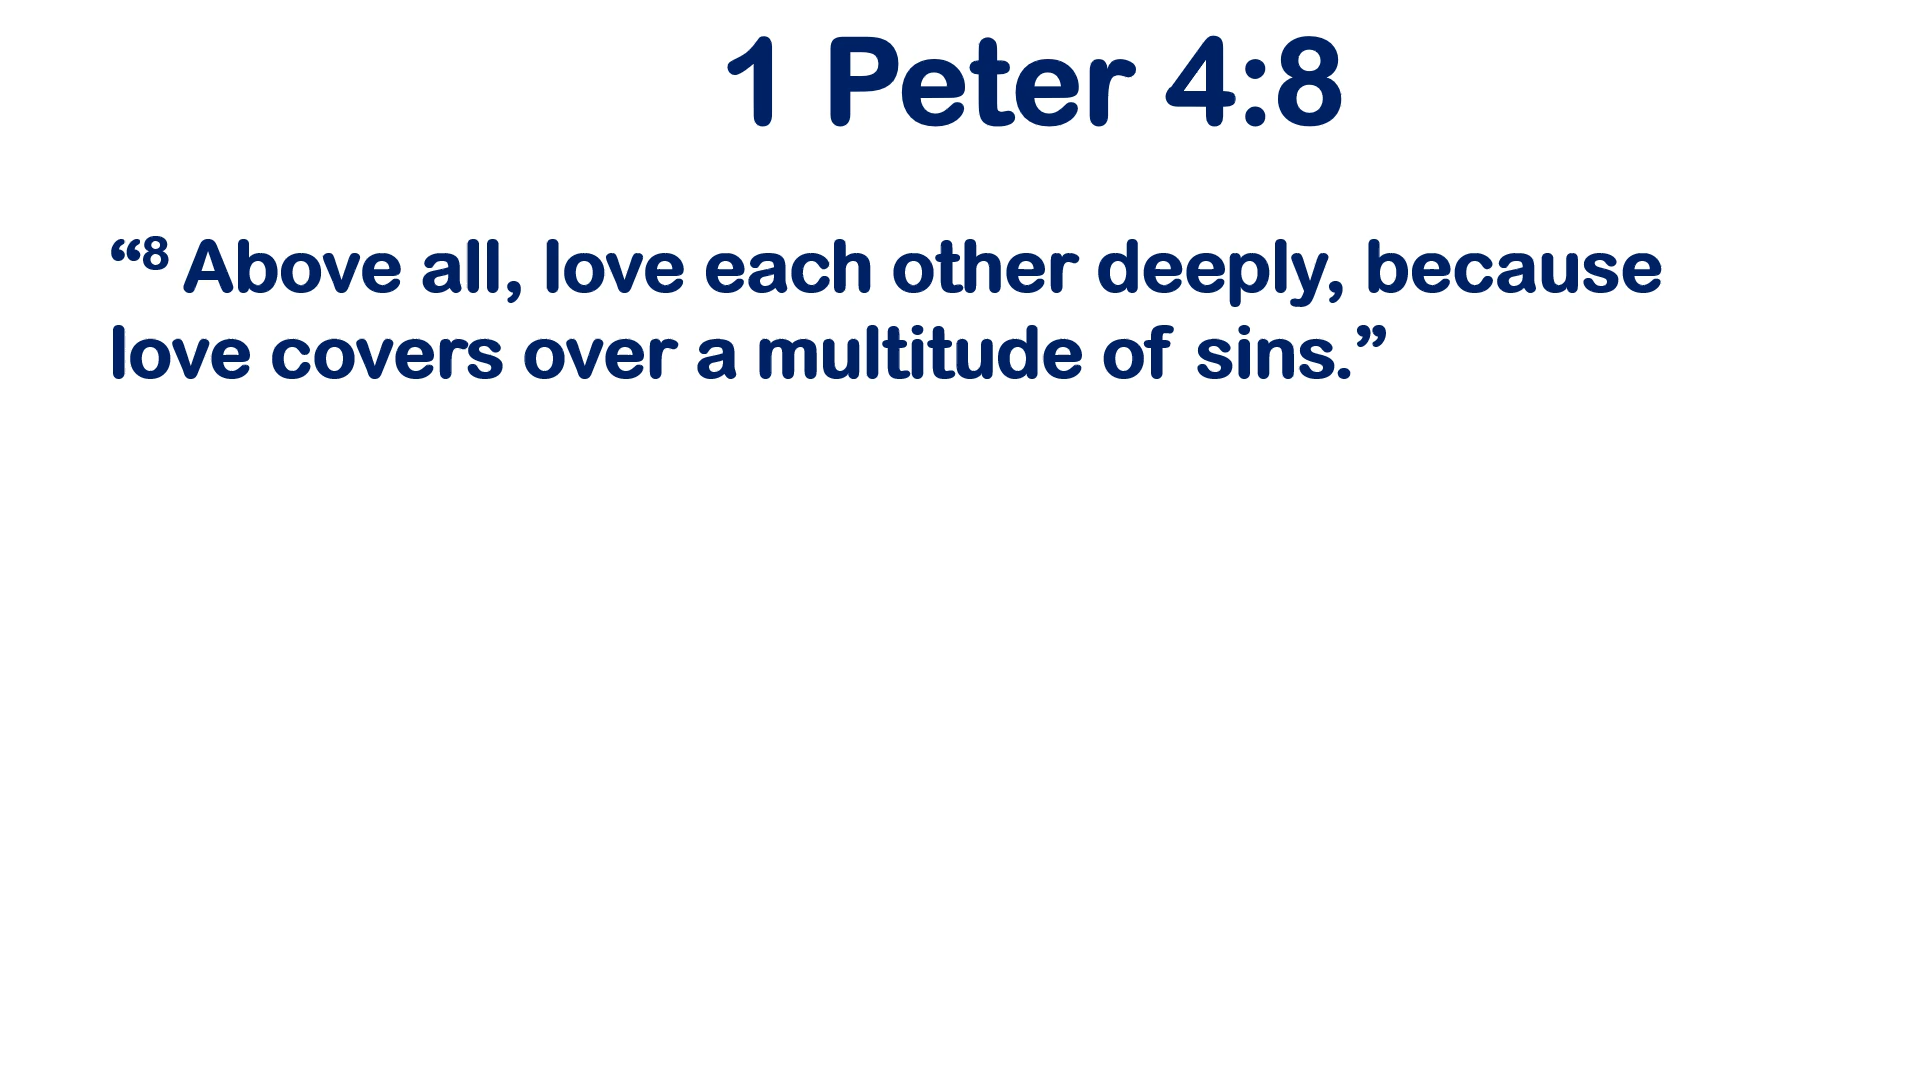 1 Peter 4:8
“⁸ Above all, love each other deeply, because
love covers over a multitude of sins.”